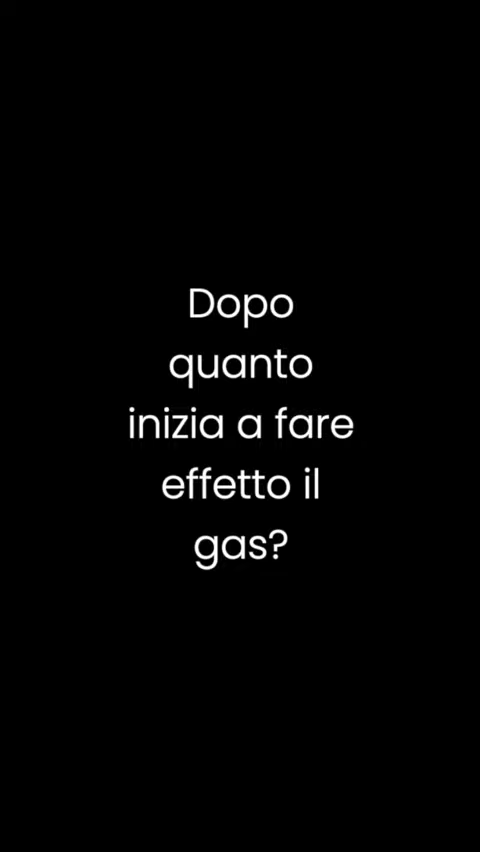 Dopo
quanto
inizia a fare
effetto il
gas?